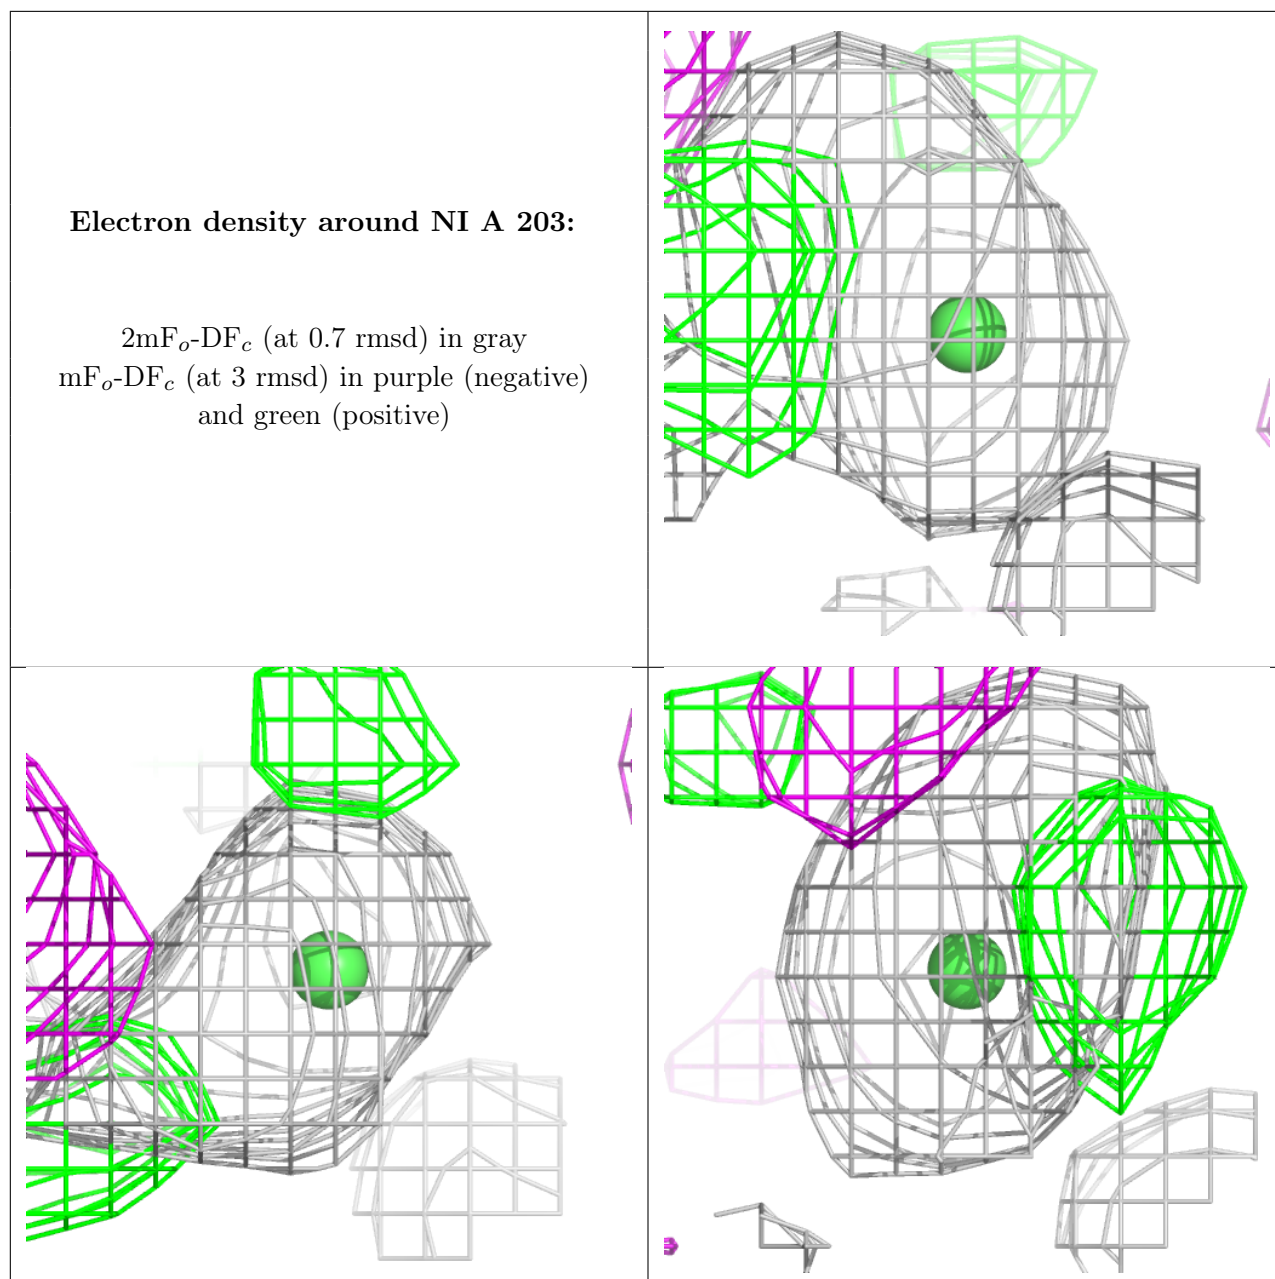 Electron density around NI A 203:
2mFo-DFc (at 0.7 rmsd) in gray
mFo-DFc (at 3 rmsd) in purple (negative)
and green (positive)